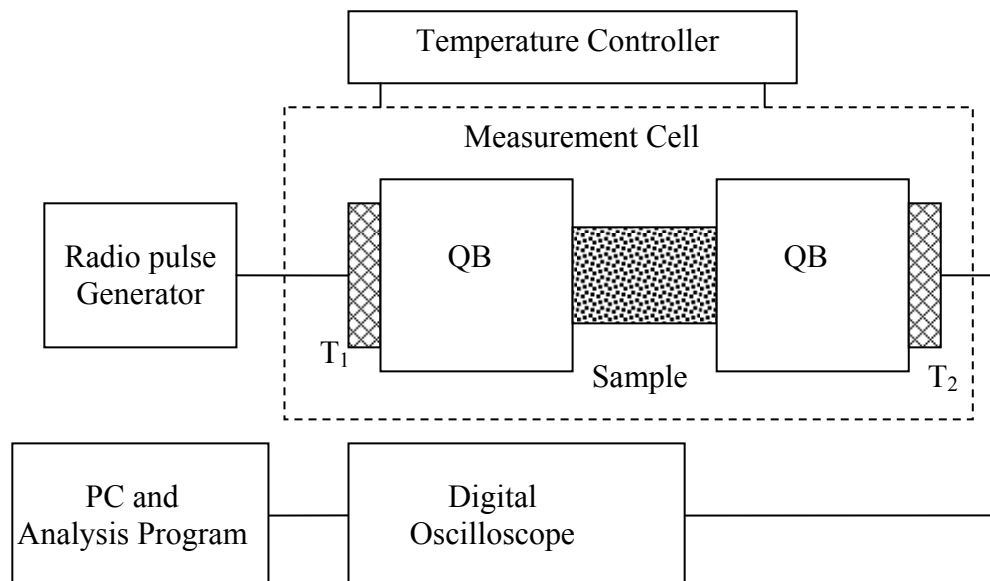 Temperature Controller
Measurement Cell
Radio pulse
Generator
QB
QB
T₁
Sample
T₂
PC and
Analysis Program
Digital
Oscilloscope